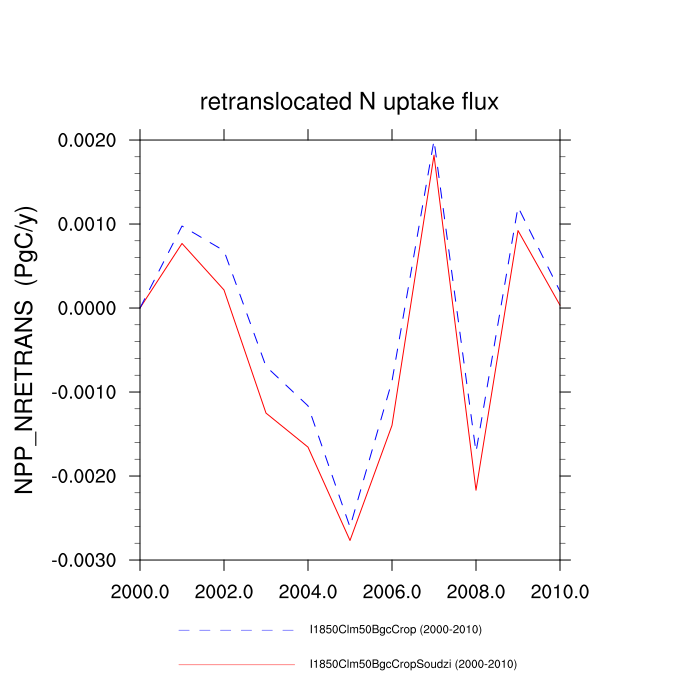 retranslocated N uptake flux
NPP_NRETRANS (PgC/y)
0.0020
0.0010
0.0000
-0.0010
-0.0020
-0.0030
2000.0 2002.0 2004.0 2006.0 2008.0 2010.0
I1850Clm50BgcCrop (2000-2010)
I1850Clm50BgcCropSoudzi (2000-2010)